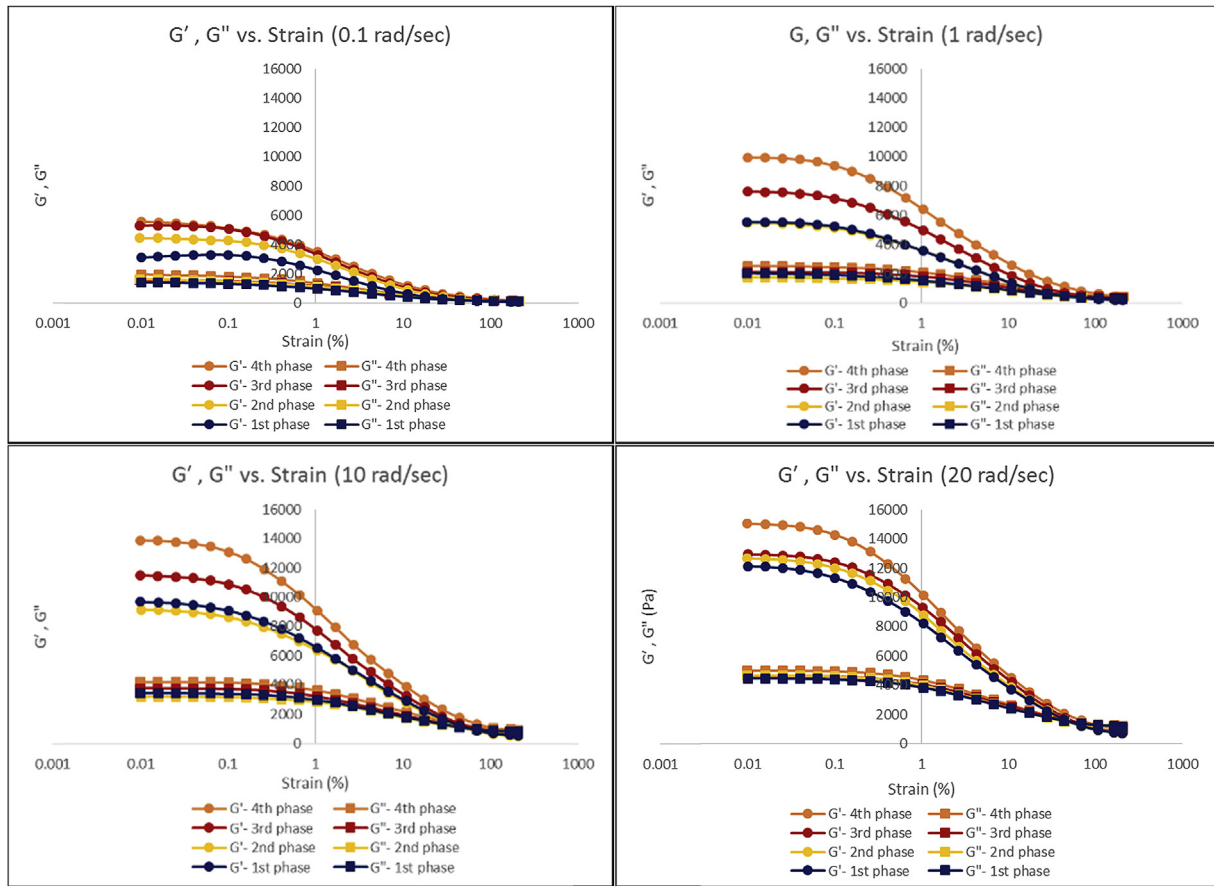 G′ , G″ vs. Strain (0.1 rad/sec)
16000
14000
12000
10000
8000
6000
4000
2000
0
G′ , G″
0.001 0.01 0.1 1 10 100 1000
Strain (%)
G'- 4th phase G"- 4th phase
G'- 3rd phase G"- 3rd phase
G'- 2nd phase G"- 2nd phase
G'- 1st phase G"- 1st phase
G, G″ vs. Strain (1 rad/sec)
16000
14000
12000
10000
8000
6000
4000
2000
0
G′ , G″
0.001 0.01 0.1 1 10 100 1000
Strain (%)
G'- 4th phase G"- 4th phase
G'- 3rd phase G"- 3rd phase
G'- 2nd phase G"- 2nd phase
G'- 1st phase G"- 1st phase
G′ , G″ vs. Strain (10 rad/sec)
16000
14000
12000
10000
8000
6000
4000
2000
0
G′ , G″
0.001 0.01 0.1 1 10 100 1000
Strain (%)
G'- 4th phase G"- 4th phase
G'- 3rd phase G"- 3rd phase
G'- 2nd phase G"- 2nd phase
G'- 1st phase G"- 1st phase
G′ , G″ vs. Strain (20 rad/sec)
16000
14000
12000
10000
8000
6000
4000
2000
0
G′ , G″ (Pa)
0.001 0.01 0.1 1 10 100 1000
Strain (%)
G'- 4th phase G"- 4th phase
G'- 3rd phase G"- 3rd phase
G'- 2nd phase G"- 2nd phase
G'- 1st phase G"- 1st phase